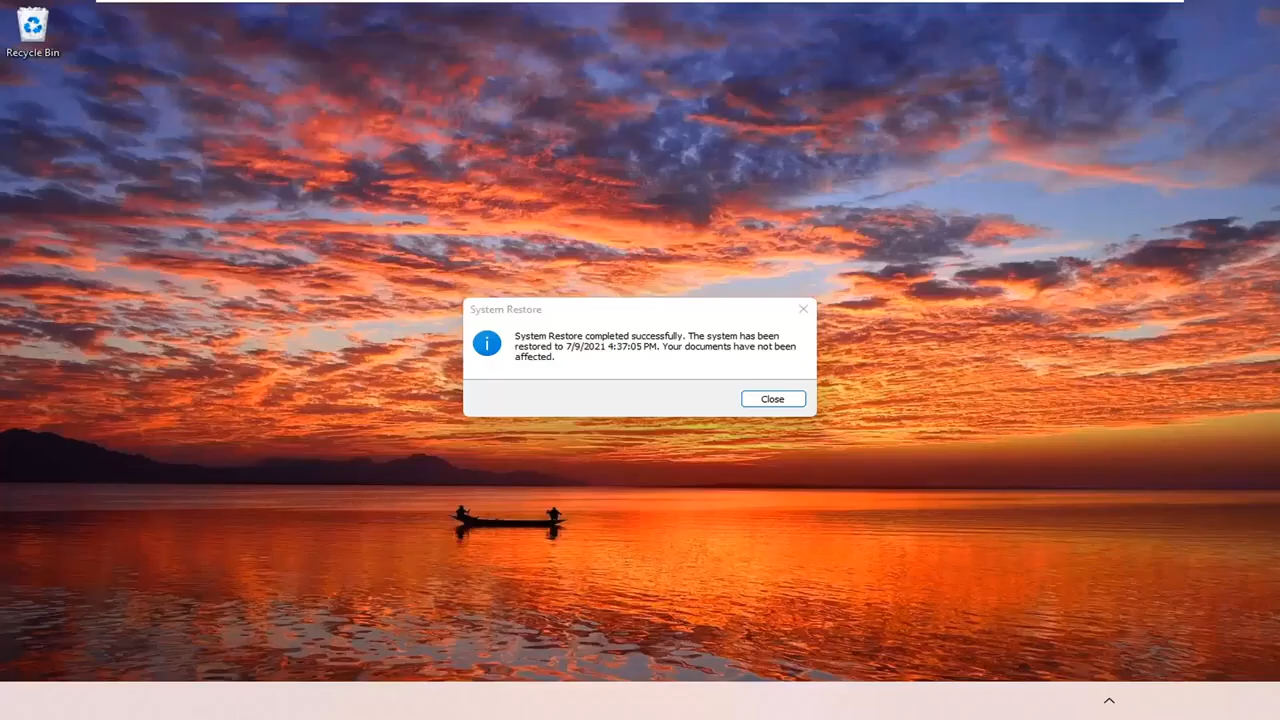 Recycle Bin
System Restore
System Restore completed successfully. The system has been
restored to 7/9/2021 4:37:05 PM. Your documents have not been
affected.
Close